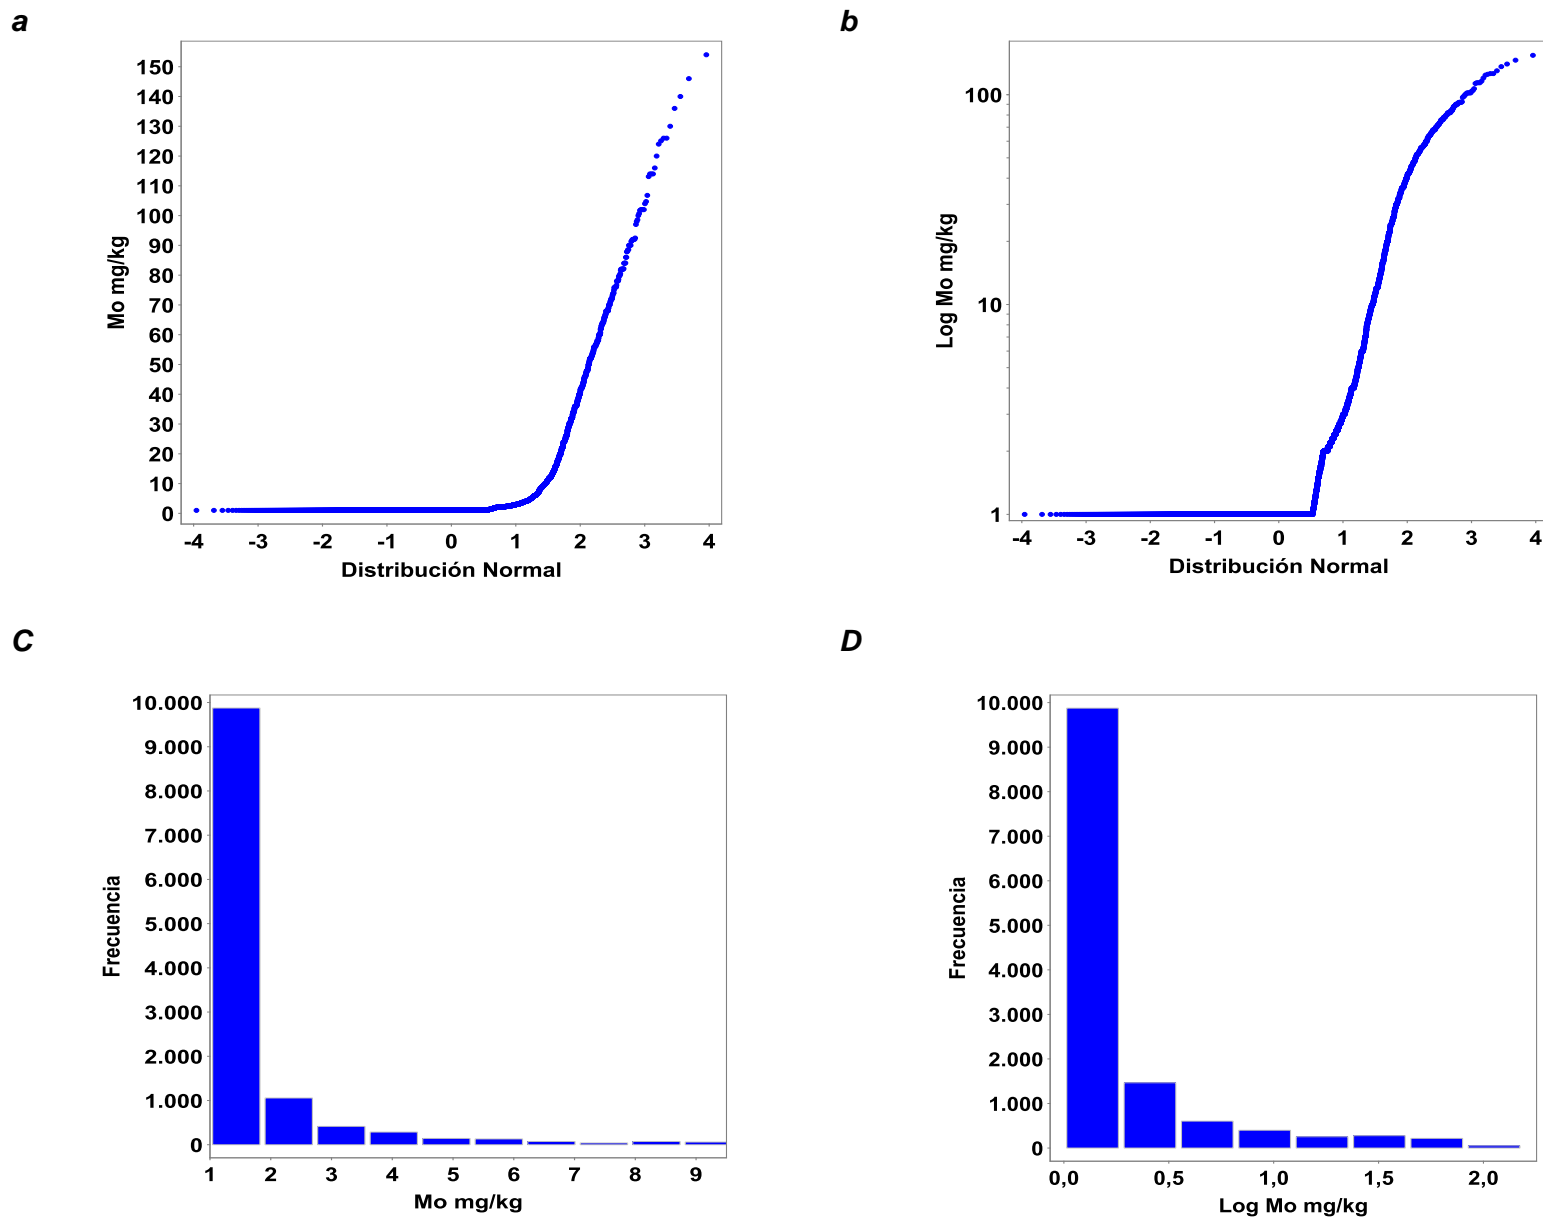 a
b
150
140
130
120
110
100
90
80
70
60
50
40
30
20
10
0
Mo mg/kg
-4 -3 -2 -1 0 1 2 3 4
Distribución Normal
100
10
1
Log Mo mg/kg
-4 -3 -2 -1 0 1 2 3 4
Distribución Normal
C
D
10.000
9.000
8.000
7.000
6.000
5.000
4.000
3.000
2.000
1.000
0
Frecuencia
1 2 3 4 5 6 7 8 9
Mo mg/kg
10.000
9.000
8.000
7.000
6.000
5.000
4.000
3.000
2.000
1.000
0
Frecuencia
0,0 0,5 1,0 1,5 2,0
Log Mo mg/kg